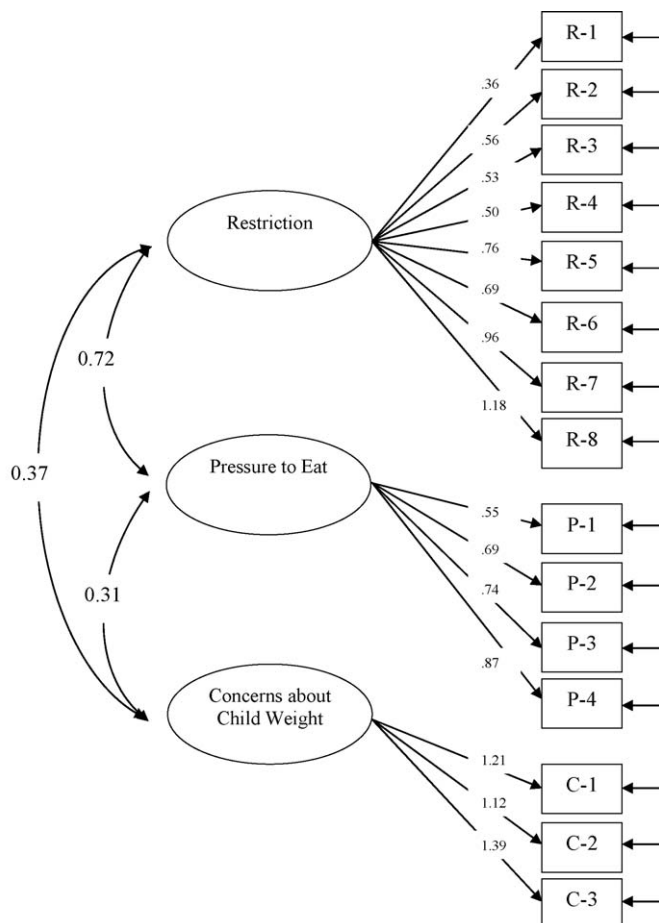 R-1
.36
R-2
.56
R-3
.53
Restriction
.50
R-4
.76
R-5
.69
R-6
0.72
.96
R-7
1.18
R-8
0.37
Pressure to Eat
.55
P-1
.69
P-2
0.31
.74
P-3
.87
P-4
Concerns about
Child Weight
1.21
C-1
1.12
C-2
1.39
C-3